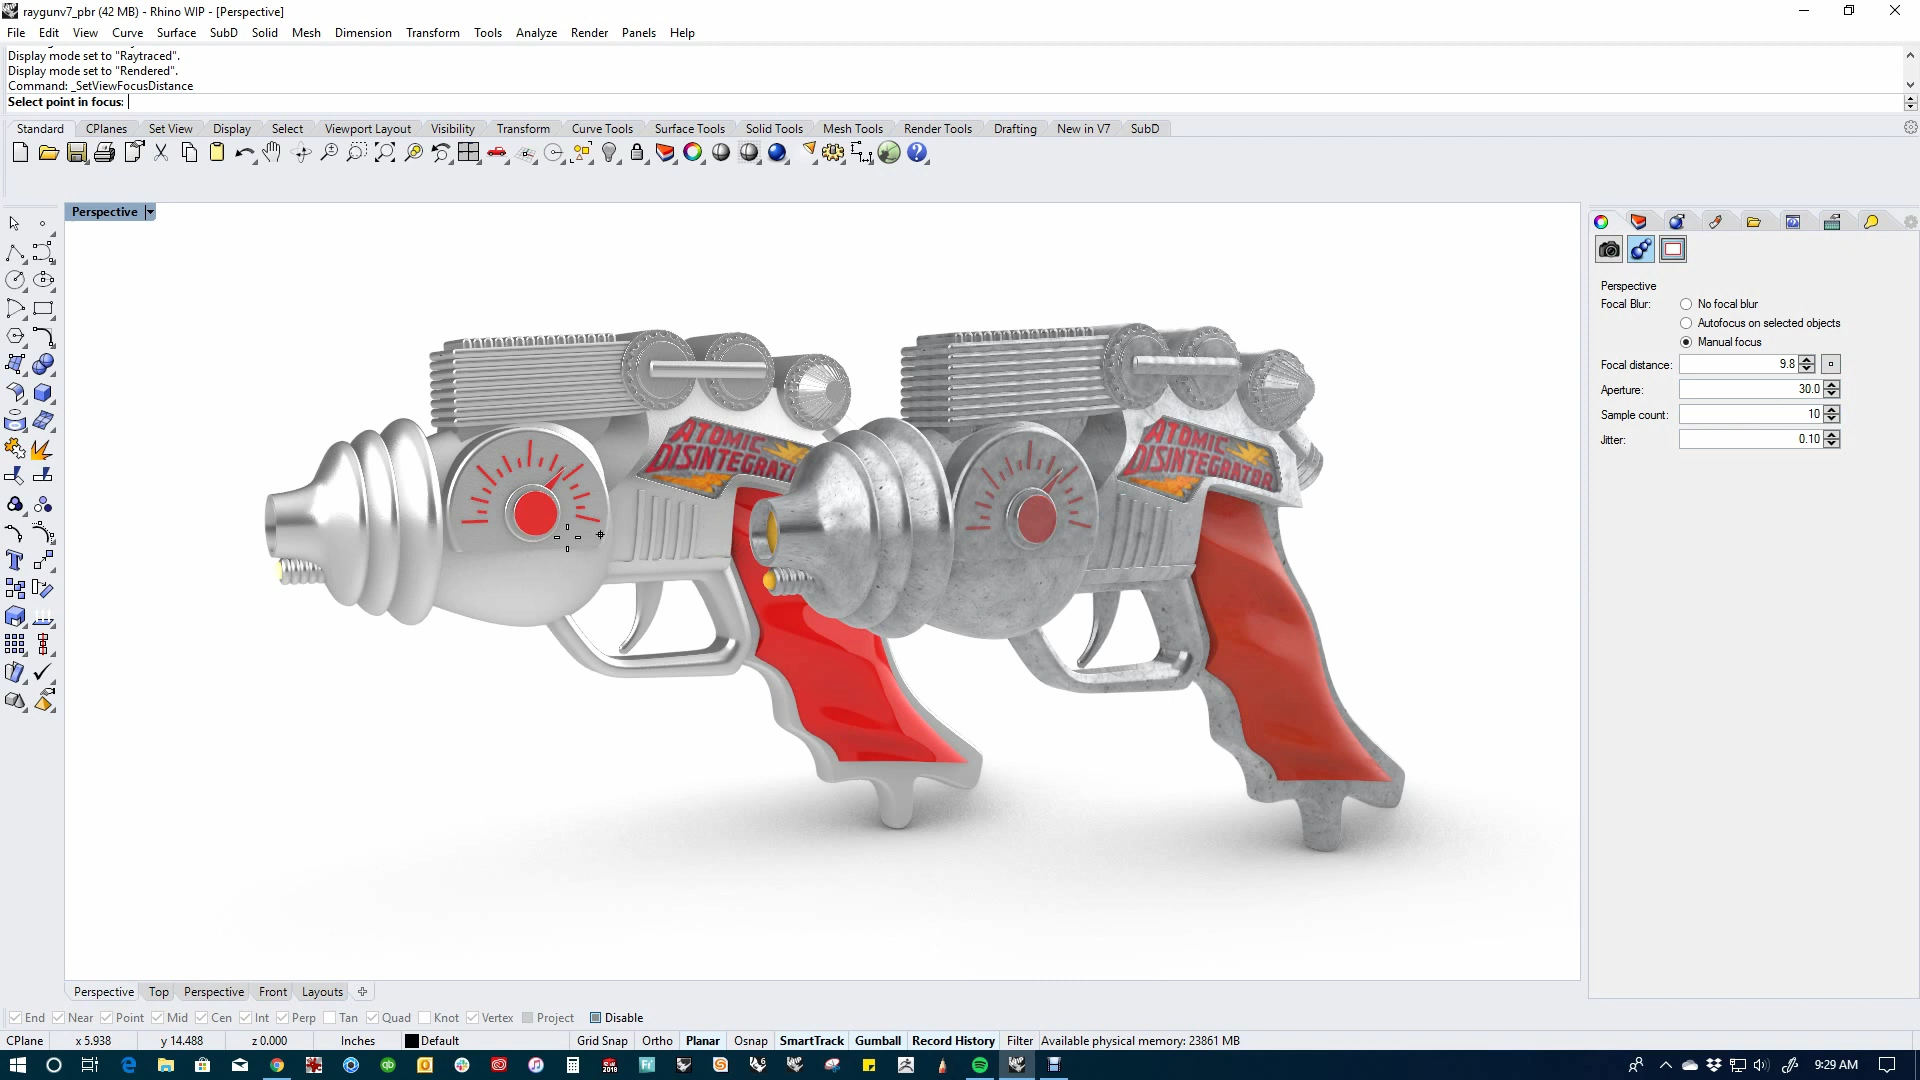 raygunv7_pbr (42 MB) - Rhino WIP - [Perspective]
File Edit View Curve Surface SubD Solid Mesh Dimension Transform Tools Analyze Render Panels Help
Display mode set to "Raytraced".
Display mode set to "Rendered".
Command: _SetViewFocusDistance
Select point in focus:
Standard CPlanes Set View Display Select Viewport Layout Visibility Transform Curve Tools Surface Tools Solid Tools Mesh Tools Render Tools Drafting New in V7 SubD
Perspective
Perspective
Focal Blur: No focal blur
Autofocus on selected objects
Manual focus
Focal distance: 9.8
Aperture: 30.0
Sample count: 10
Jitter: 0.10
ATOMIC
DISINTEGRAT
ATOMIC
DISINTEGRATOR
Perspective Top Perspective Front Layouts
End Near Point Mid Cen Int Perp Tan Quad Knot Vertex Project Disable
CPlane x 5.938 y 14.488 z 0.000 Inches Default Grid Snap Ortho Planar Osnap SmartTrack Gumball Record History Filter Available physical memory: 23861 MB
9:29 AM